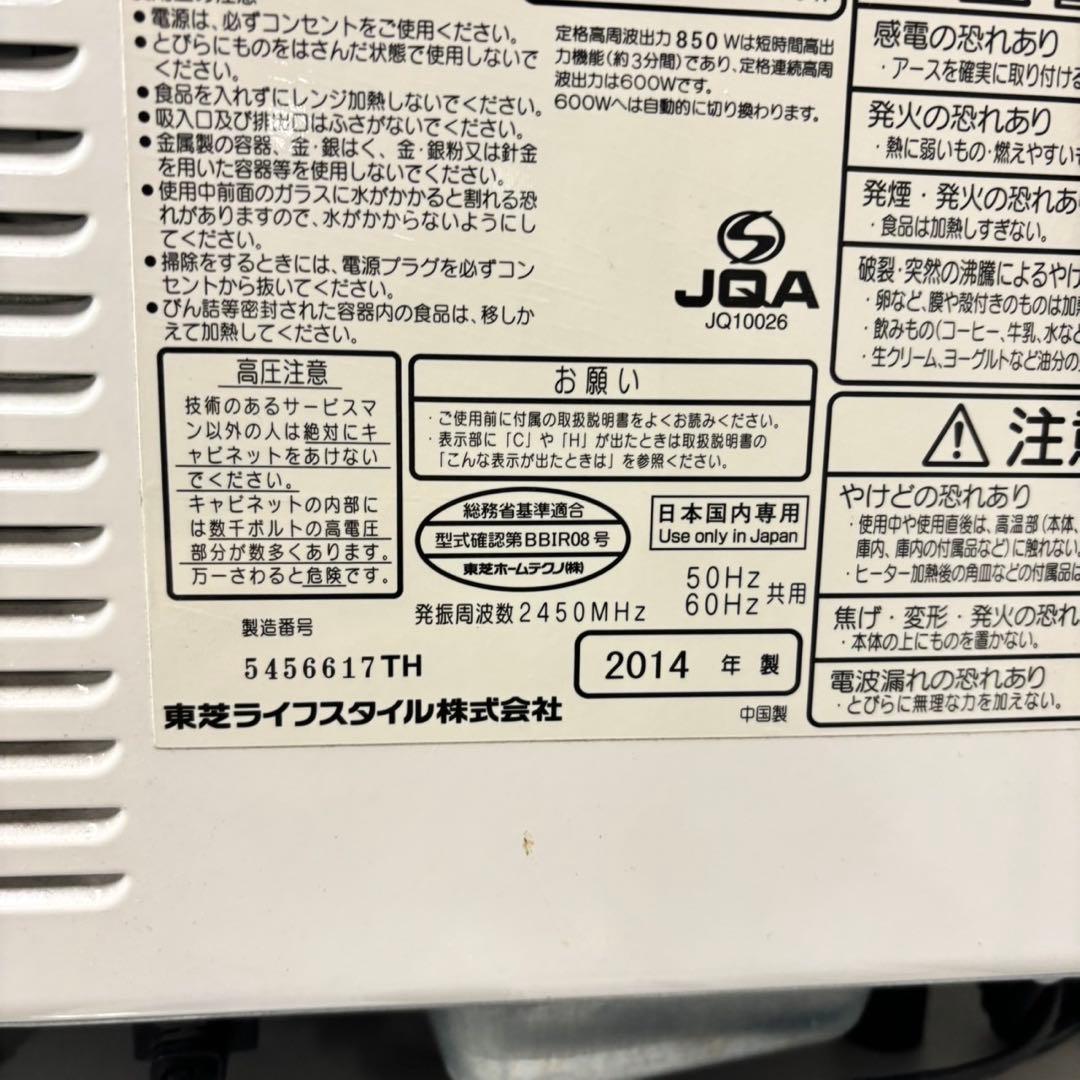 ● 電源は、必ずコンセントをご使用ください。
● とびらにものをはさんだ状態で使用しないで
ください。
● 食品を入れずにレンジ加熱しないでください。
● 吸入口及び排出口はふさがないでください。
● 金属製の容器、金・銀はく、金・銀粉又は針金
を用いた容器等を使用しないでください。
● 使用中前面のガラスに水がかかると割れる恐
れがありますので、水がかからないようにし
てください。
● 掃除をするときには、電源プラグを必ずコン
セントから抜いてください。
● びん詰等密封された容器内の食品は、移しか
えて加熱してください。
定格高周波出力850Wは短時間高出
力機能(約3分間)であり、定格連続高周
波出力は600Wです。
600Wへは自動的に切り換わります。
JQA
JQ10026
高圧注意
技術のあるサービスマ
ン以外の人は絶対にキ
ャビネットをあけない
でください。
キャビネットの内部に
は数千ボルトの高電圧
部分が数多くあります。
万一さわると危険です。
お願い
・ご使用前に付属の取扱説明書をよくお読みください。
・表示部に「C」や「H」が出たときは取扱説明書の
「こんな表示が出たときは」を参照ください。
総務省基準適合
型式確認第BBIR08号
東芝ホームテクノ(株)
日本国内専用
Use only in Japan
50Hz
60Hz
共用
発振周波数2450MHz
製造番号
5456617TH
2014 年製
東芝ライフスタイル株式会社
中国製
感電の恐れあり
・アースを確実に取り付ける
発火の恐れあり
・熱に弱いもの・燃えやすい
発煙・発火の恐れあ
・食品は加熱しすぎない。
破裂・突然の沸騰によるやけ
・卵など、膜や殻付きのものは加
・飲みもの(コーヒー、牛乳、水など
・生クリーム、ヨーグルトなど油分の
注意
やけどの恐れあり
・使用中や使用直後は、高温部(本体、
庫内、庫内の付属品など)に触れない。
・ヒーター加熱後の角皿などの付属品は
焦げ・変形・発火の恐れ
・本体の上にものを置かない。
電波漏れの恐れあり
・とびらに無理な力を加えない。